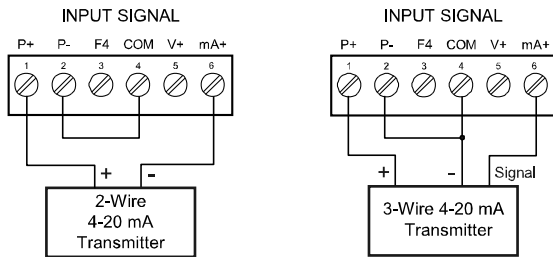 INPUT SIGNAL
P+ P- F4 COM V+ mA+
1 2 3 4 5 6
+ -
2-Wire
4-20 mA
Transmitter
INPUT SIGNAL
P+ P- F4 COM V+ mA+
1 2 3 4 5 6
+ - Signal
3-Wire 4-20 mA
Transmitter